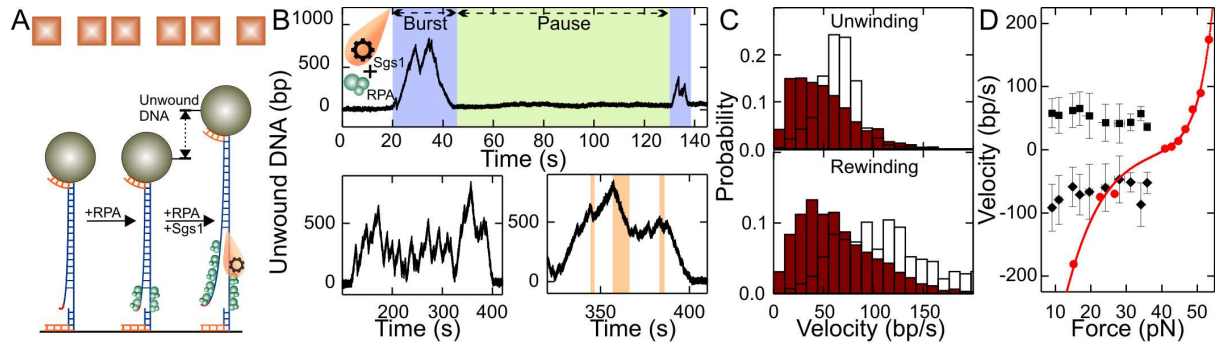 A
Unwound
DNA
+RPA
+RPA
+Sgs1
B
Unwound DNA (bp)
1000
500
0
Burst
Pause
Sgs1
+
RPA
0 20 40 60 80 100 120 140
Time (s)
500
0
200 300 400
Time (s)
500
0
350 400
Time (s)
C
Probability
Unwinding
0.2
0.1
0.0
Rewinding
0.1
0.0
0 50 100 150
Velocity (bp/s)
D
Velocity (bp/s)
200
100
0
-100
-200
10 20 30 40 50
Force (pN)